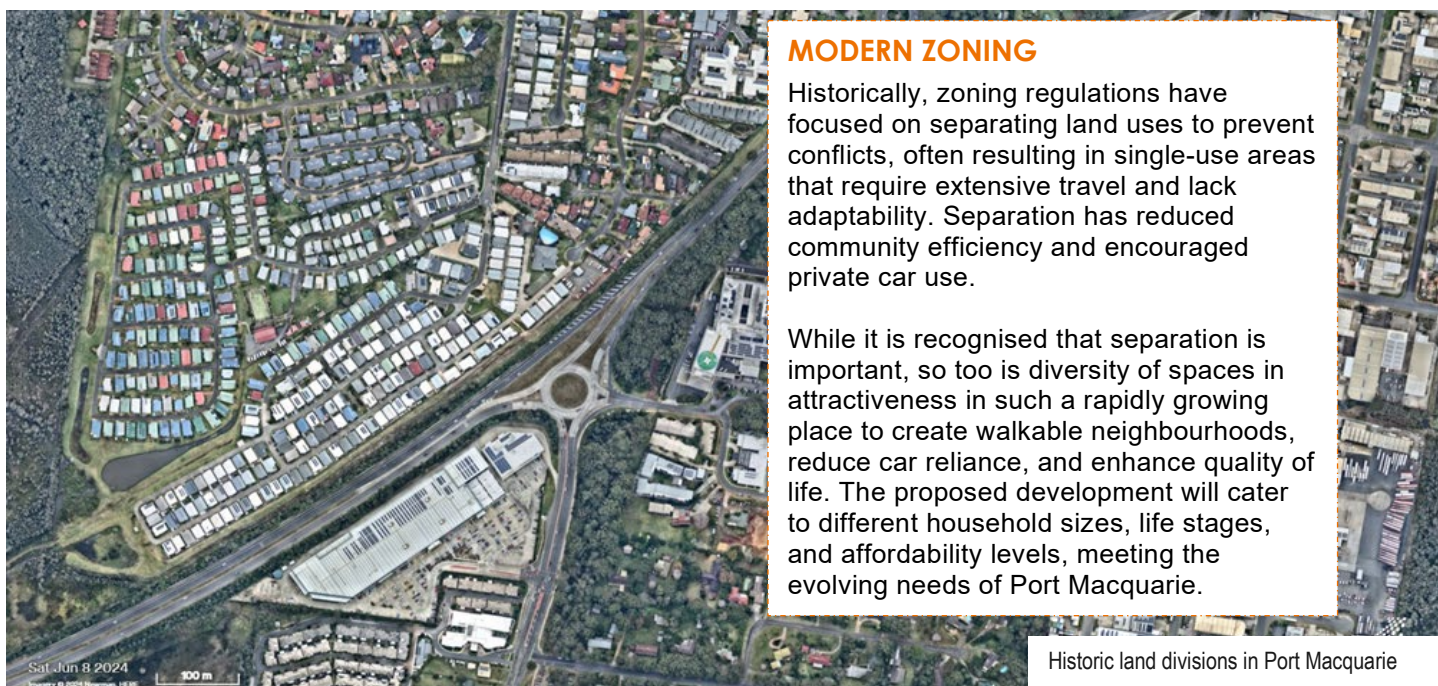 MODERN ZONING
Historically, zoning regulations have
focused on separating land uses to prevent
conflicts, often resulting in single-use areas
that require extensive travel and lack
adaptability. Separation has reduced
community efficiency and encouraged
private car use.
While it is recognised that separation is
important, so too is diversity of spaces in
attractiveness in such a rapidly growing
place to create walkable neighbourhoods,
reduce car reliance, and enhance quality of
life. The proposed development will cater
to different household sizes, life stages,
and affordability levels, meeting the
evolving needs of Port Macquarie.
Historic land divisions in Port Macquarie
Sat Jun 8 2024
100 m